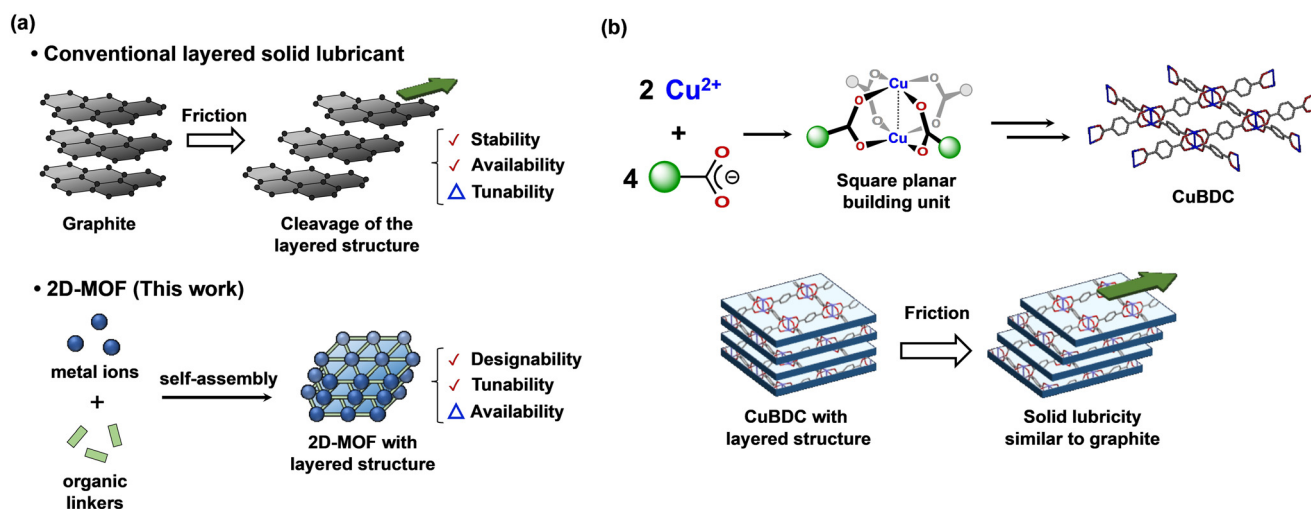 (a)
• Conventional layered solid lubricant
Friction
Graphite
Cleavage of the
layered structure
✓ Stability
✓ Availability
△ Tunability
• 2D-MOF (This work)
metal ions
+
organic
linkers
self-assembly
2D-MOF with
layered structure
✓ Designability
✓ Tunability
△ Availability
(b)
2 Cu²⁺
+
4
O
⊖
O
O
O
Cu
O
O
O
O
Cu
O
O
Square planar
building unit
CuBDC
CuBDC with
layered structure
Friction
Solid lubricity
similar to graphite